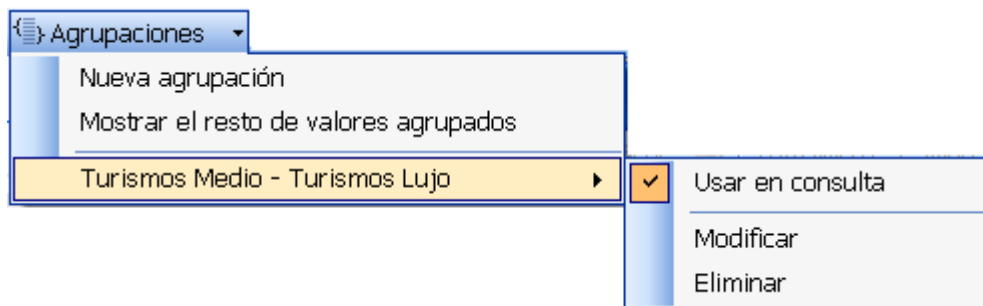 Agrupaciones
Nueva agrupación
Mostrar el resto de valores agrupados
Turismos Medio - Turismos Lujo
Usar en consulta
Modificar
Eliminar